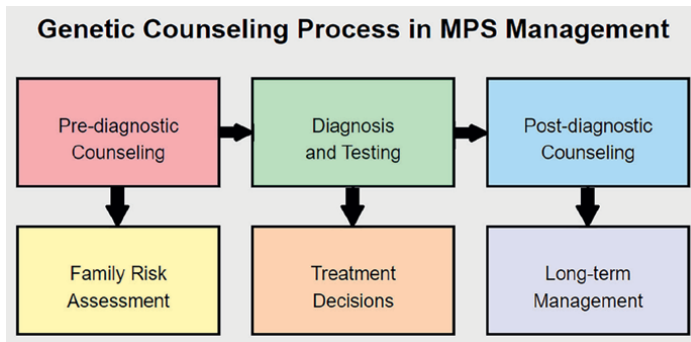 Genetic Counseling Process in MPS Management
Pre-diagnostic
Counseling
Diagnosis
and Testing
Post-diagnostic
Counseling
Family Risk
Assessment
Treatment
Decisions
Long-term
Management